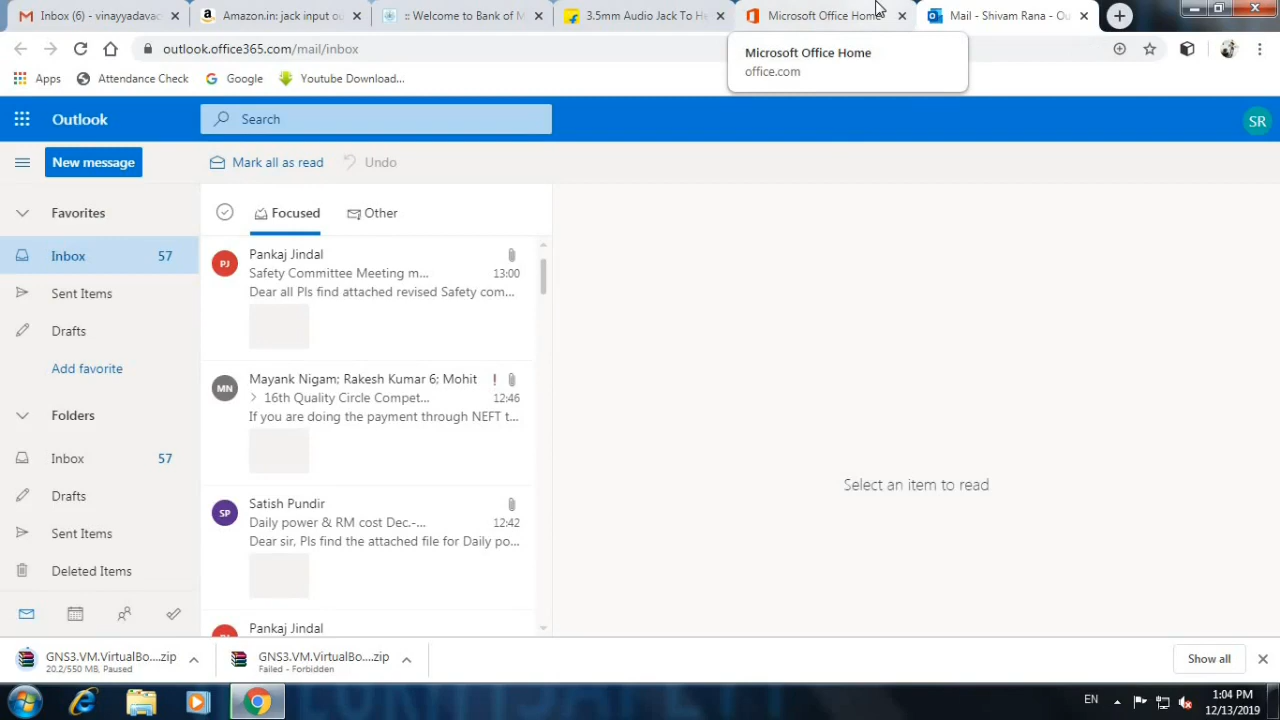 Inbox (6) - vinayyadava
Amazon.in: jack input ou
:: Welcome to Bank of M
3.5mm Audio Jack To H
Microsoft Office Home
Mail - Shivam Rana - Ou
outlook.office365.com/mail/inbox
Microsoft Office Home
office.com
Apps
Attendance Check
Google
Youtube Download...
Outlook
Search
SR
New message
Mark all as read
Undo
Favorites
Focused
Other
Inbox 57
Sent Items
Drafts
Add favorite
Folders
Inbox 57
Drafts
Sent Items
Deleted Items
PJ
Pankaj Jindal
Safety Committee Meeting m... 13:00
Dear all Pls find attached revised Safety com...
MN
Mayank Nigam; Rakesh Kumar 6; Mohit !
> 16th Quality Circle Compet... 12:46
If you are doing the payment through NEFT t...
SP
Satish Pundir
Daily power & RM cost Dec.-... 12:42
Dear sir, Pls find the attached file for Daily po...
Pankaj Jindal
Select an item to read
GNS3.VM.VirtualBo....zip
20.2/550 MB, Paused
GNS3.VM.VirtualBo....zip
Failed - Forbidden
Show all
EN
1:04 PM
12/13/2019